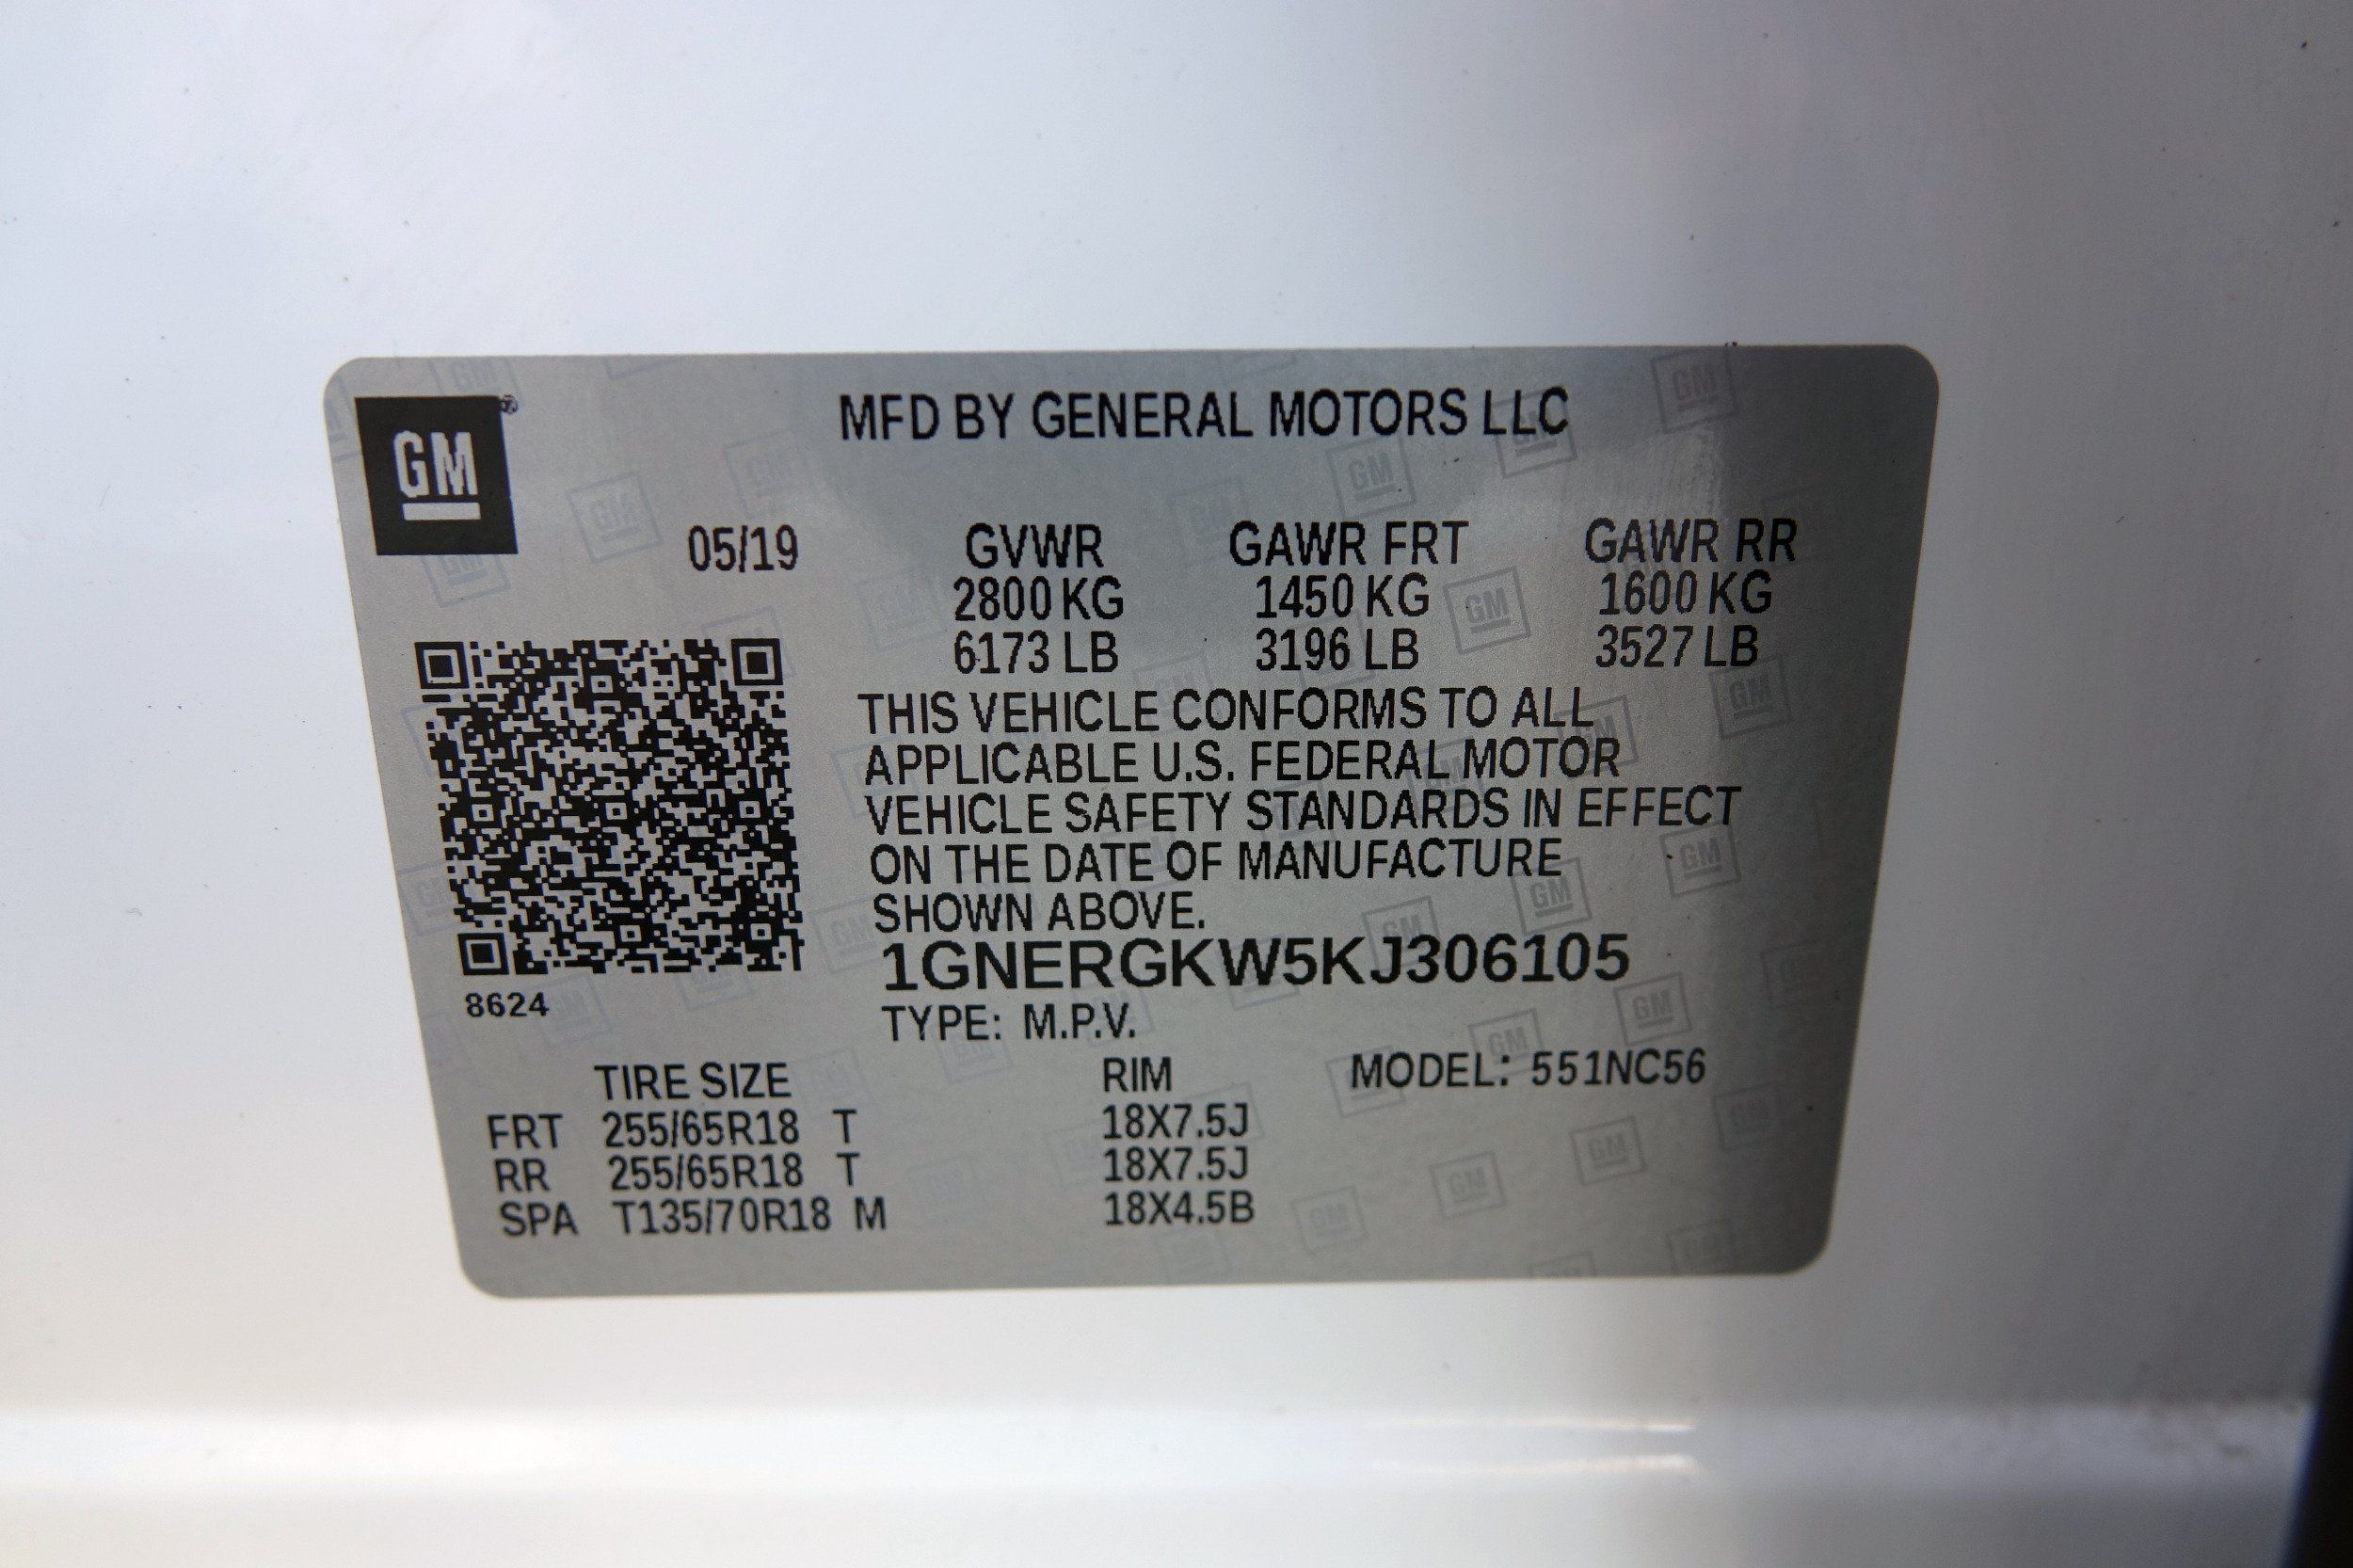 GM®
MFD BY GENERAL MOTORS LLC
05/19 GVWR GAWR FRT GAWR RR
2800 KG 1450 KG 1600 KG
6173 LB 3196 LB 3527 LB
THIS VEHICLE CONFORMS TO ALL
APPLICABLE U.S. FEDERAL MOTOR
VEHICLE SAFETY STANDARDS IN EFFECT
ON THE DATE OF MANUFACTURE
SHOWN ABOVE.
1GNERGKW5KJ306105
8624
TYPE: M.P.V.
TIRE SIZE RIM MODEL: 551NC56
FRT 255/65R18 T 18X7.5J
RR 255/65R18 T 18X7.5J
SPA T135/70R18 M 18X4.5B